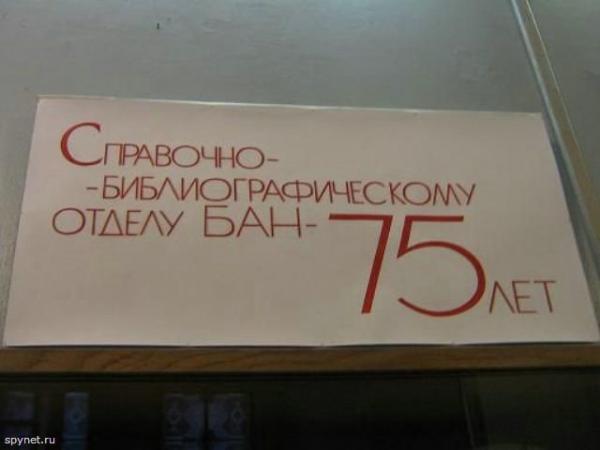 Справочно-
-библиографическому
отделу БАН-75 лет
spynet.ru